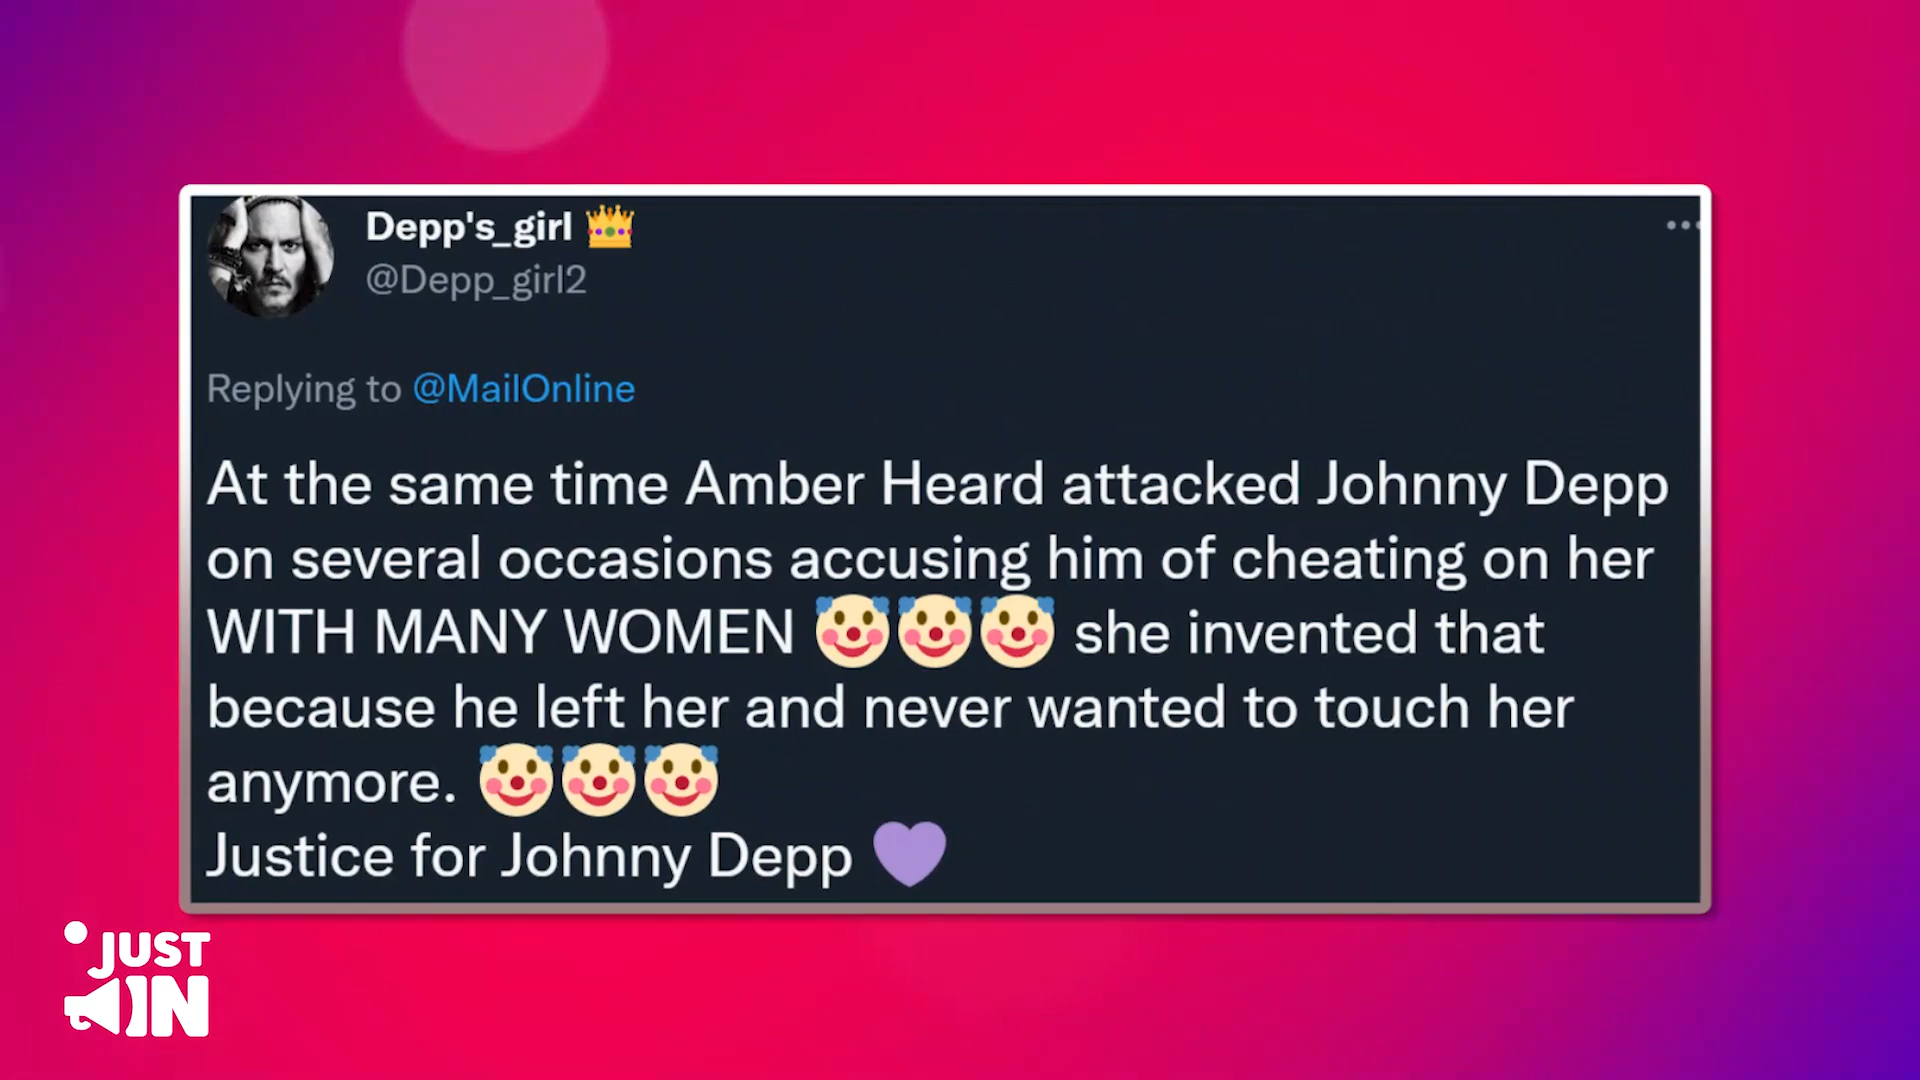 Depp's_girl 👑
@Depp_girl2
Replying to @MailOnline
At the same time Amber Heard attacked Johnny Depp
on several occasions accusing him of cheating on her
WITH MANY WOMEN 🤡🤡🤡 she invented that
because he left her and never wanted to touch her
anymore. 🤡🤡🤡
Justice for Johnny Depp 💜
JUST
IN